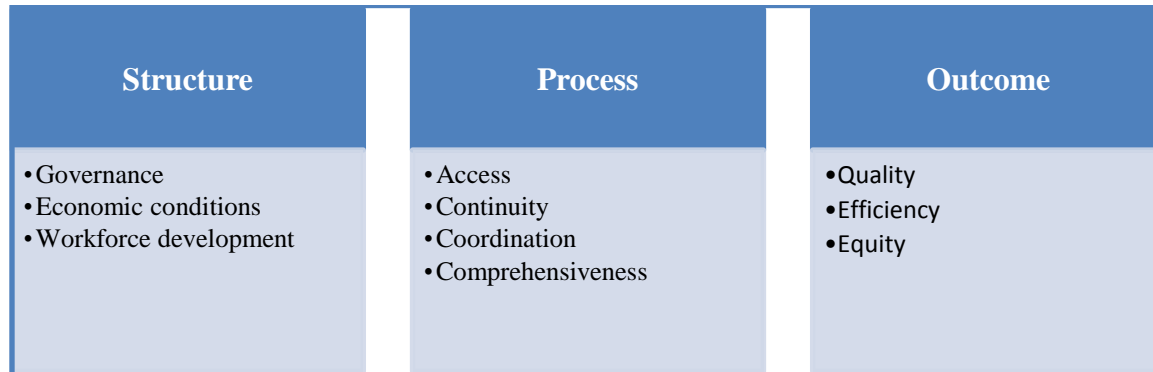 Structure
• Governance
• Economic conditions
• Workforce development
Process
• Access
• Continuity
• Coordination
• Comprehensiveness
Outcome
• Quality
• Efficiency
• Equity